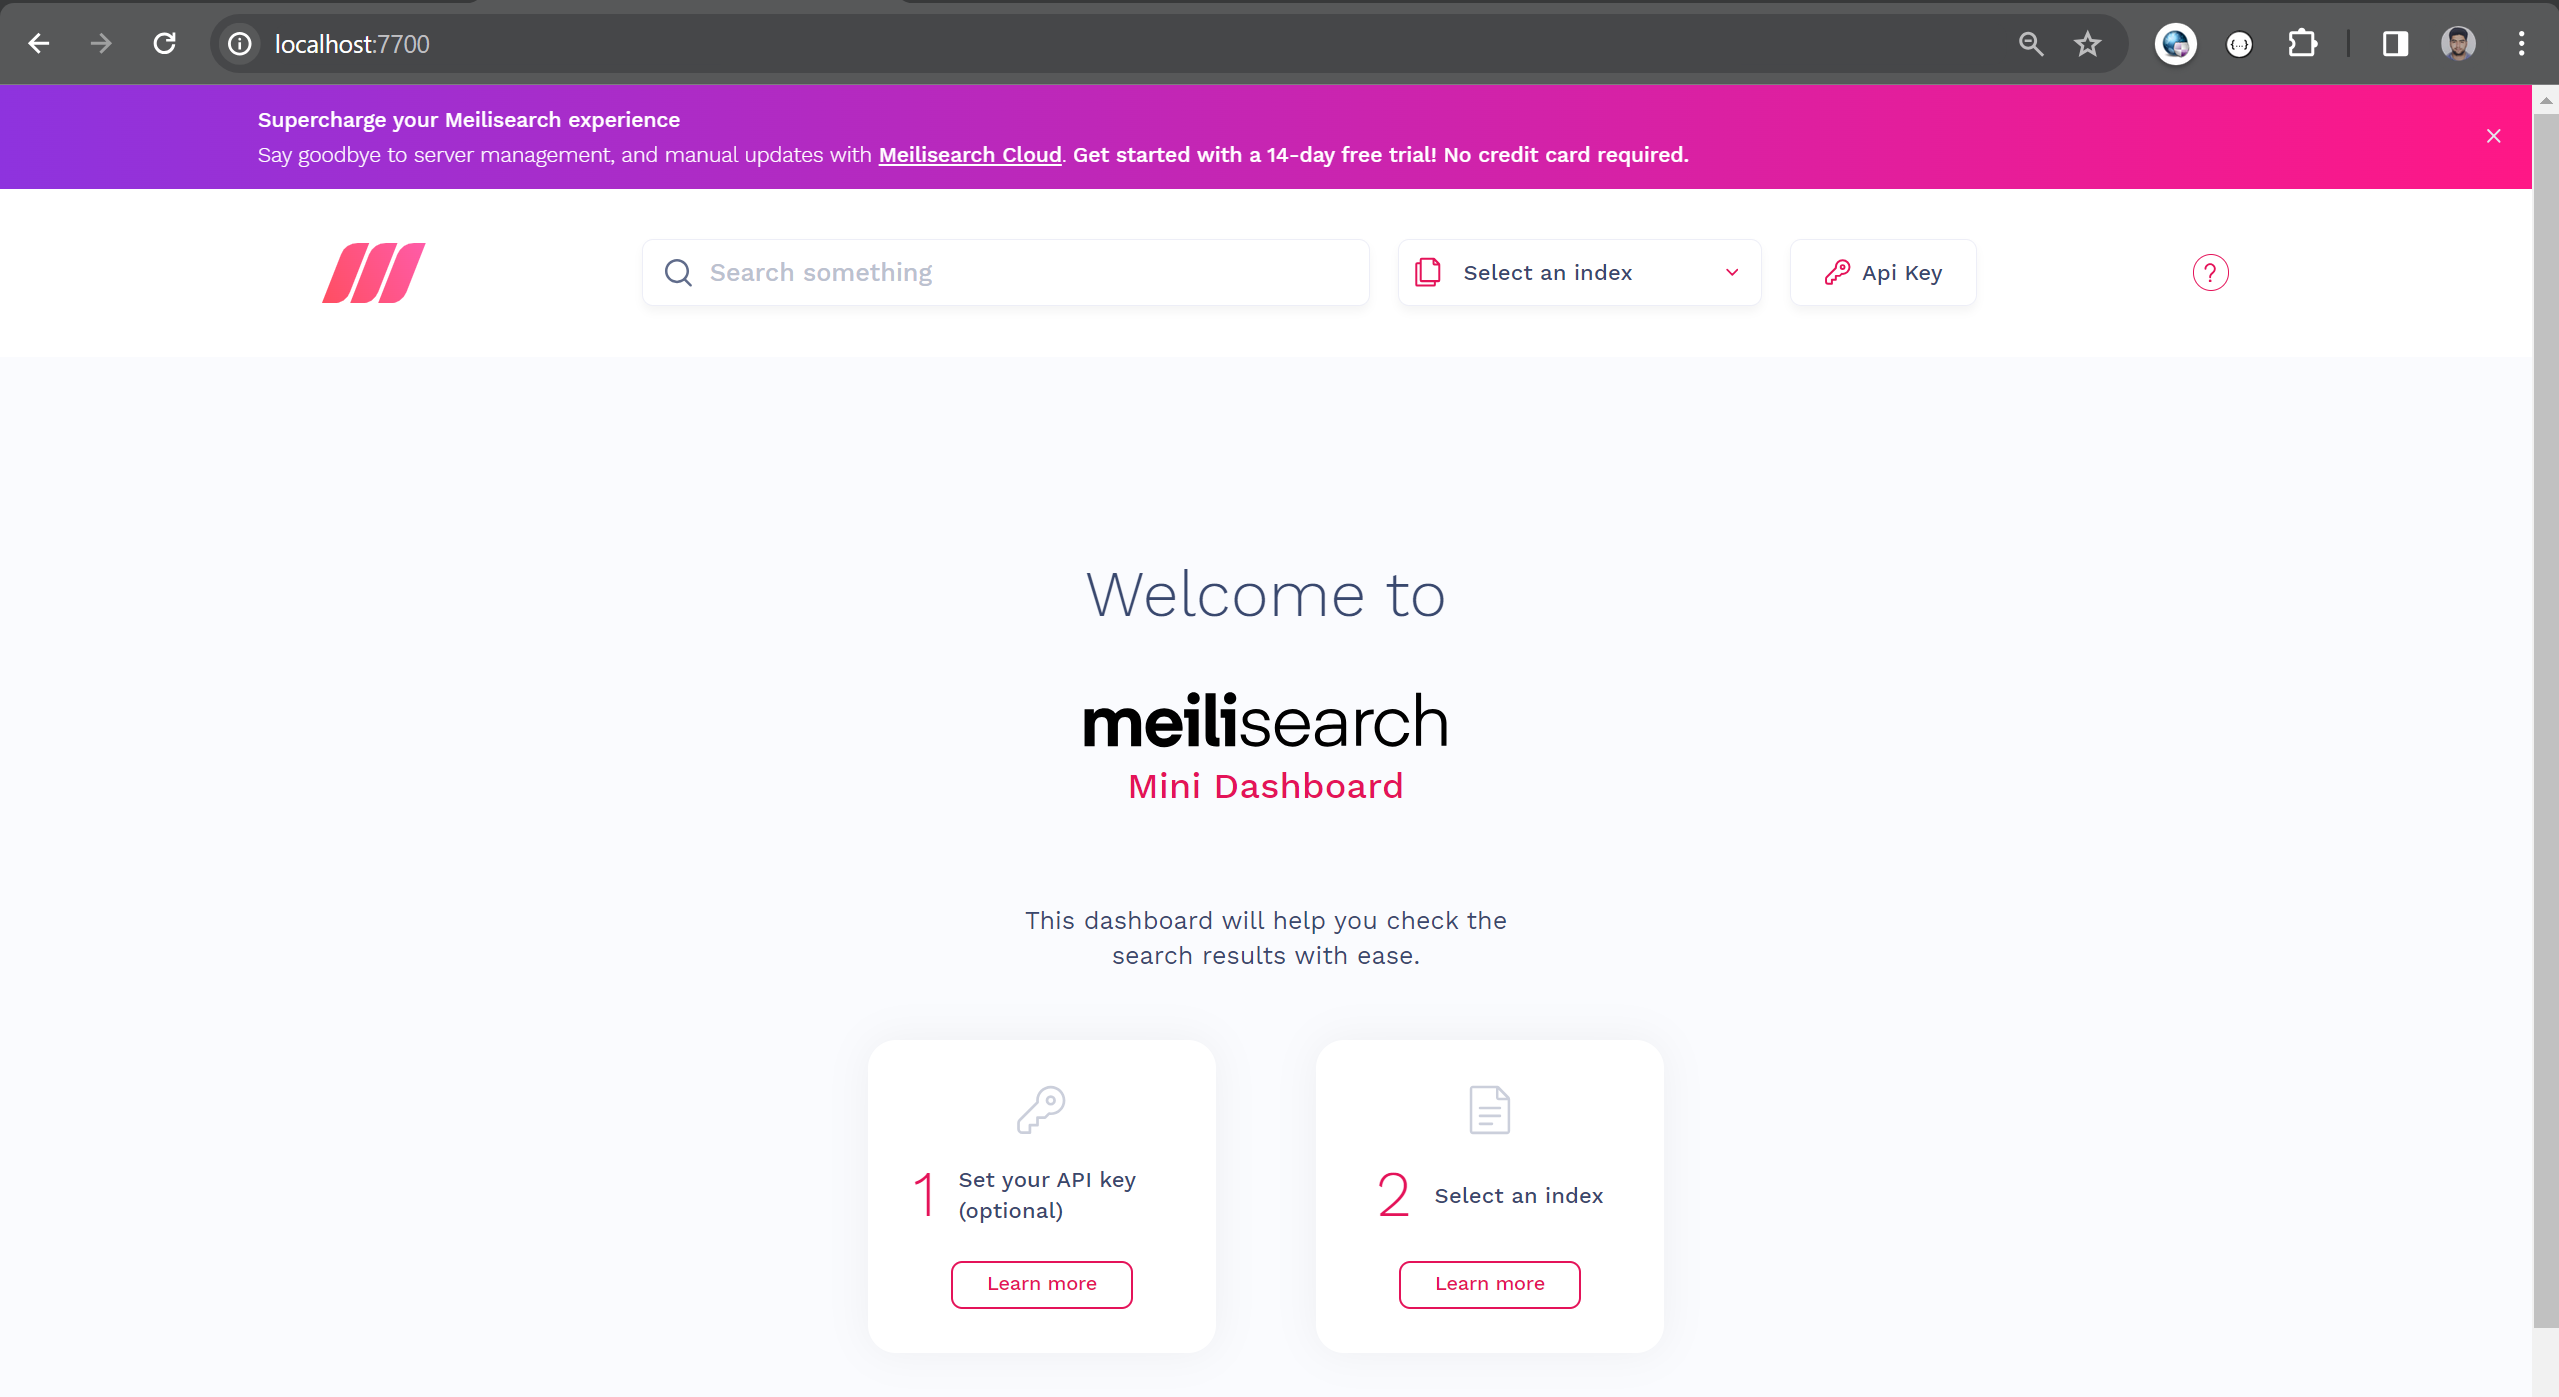 localhost:7700
{...}
Supercharge your Meilisearch experience
Say goodbye to server management, and manual updates with Meilisearch Cloud. Get started with a 14-day free trial! No credit card required.
Search something
Select an index
Api Key
?
Welcome to
meilisearch
Mini Dashboard
This dashboard will help you check the
search results with ease.
1 Set your API key
(optional)
Learn more
2 Select an index
Learn more